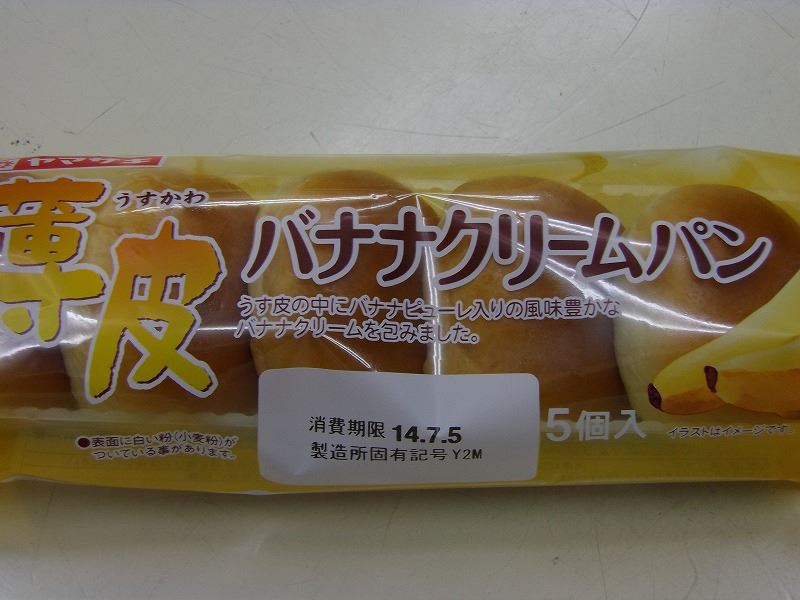 ヤマザキ
うすかわ
薄皮
バナナクリームパン
うす皮の中にバナナピューレ入りの風味豊かな
バナナクリームを包みました。
消費期限 14.7.5
製造所固有記号 Y2M
5個入
●表面に白い粉(小麦粉)が
ついている事があります。
イラストはイメージです。